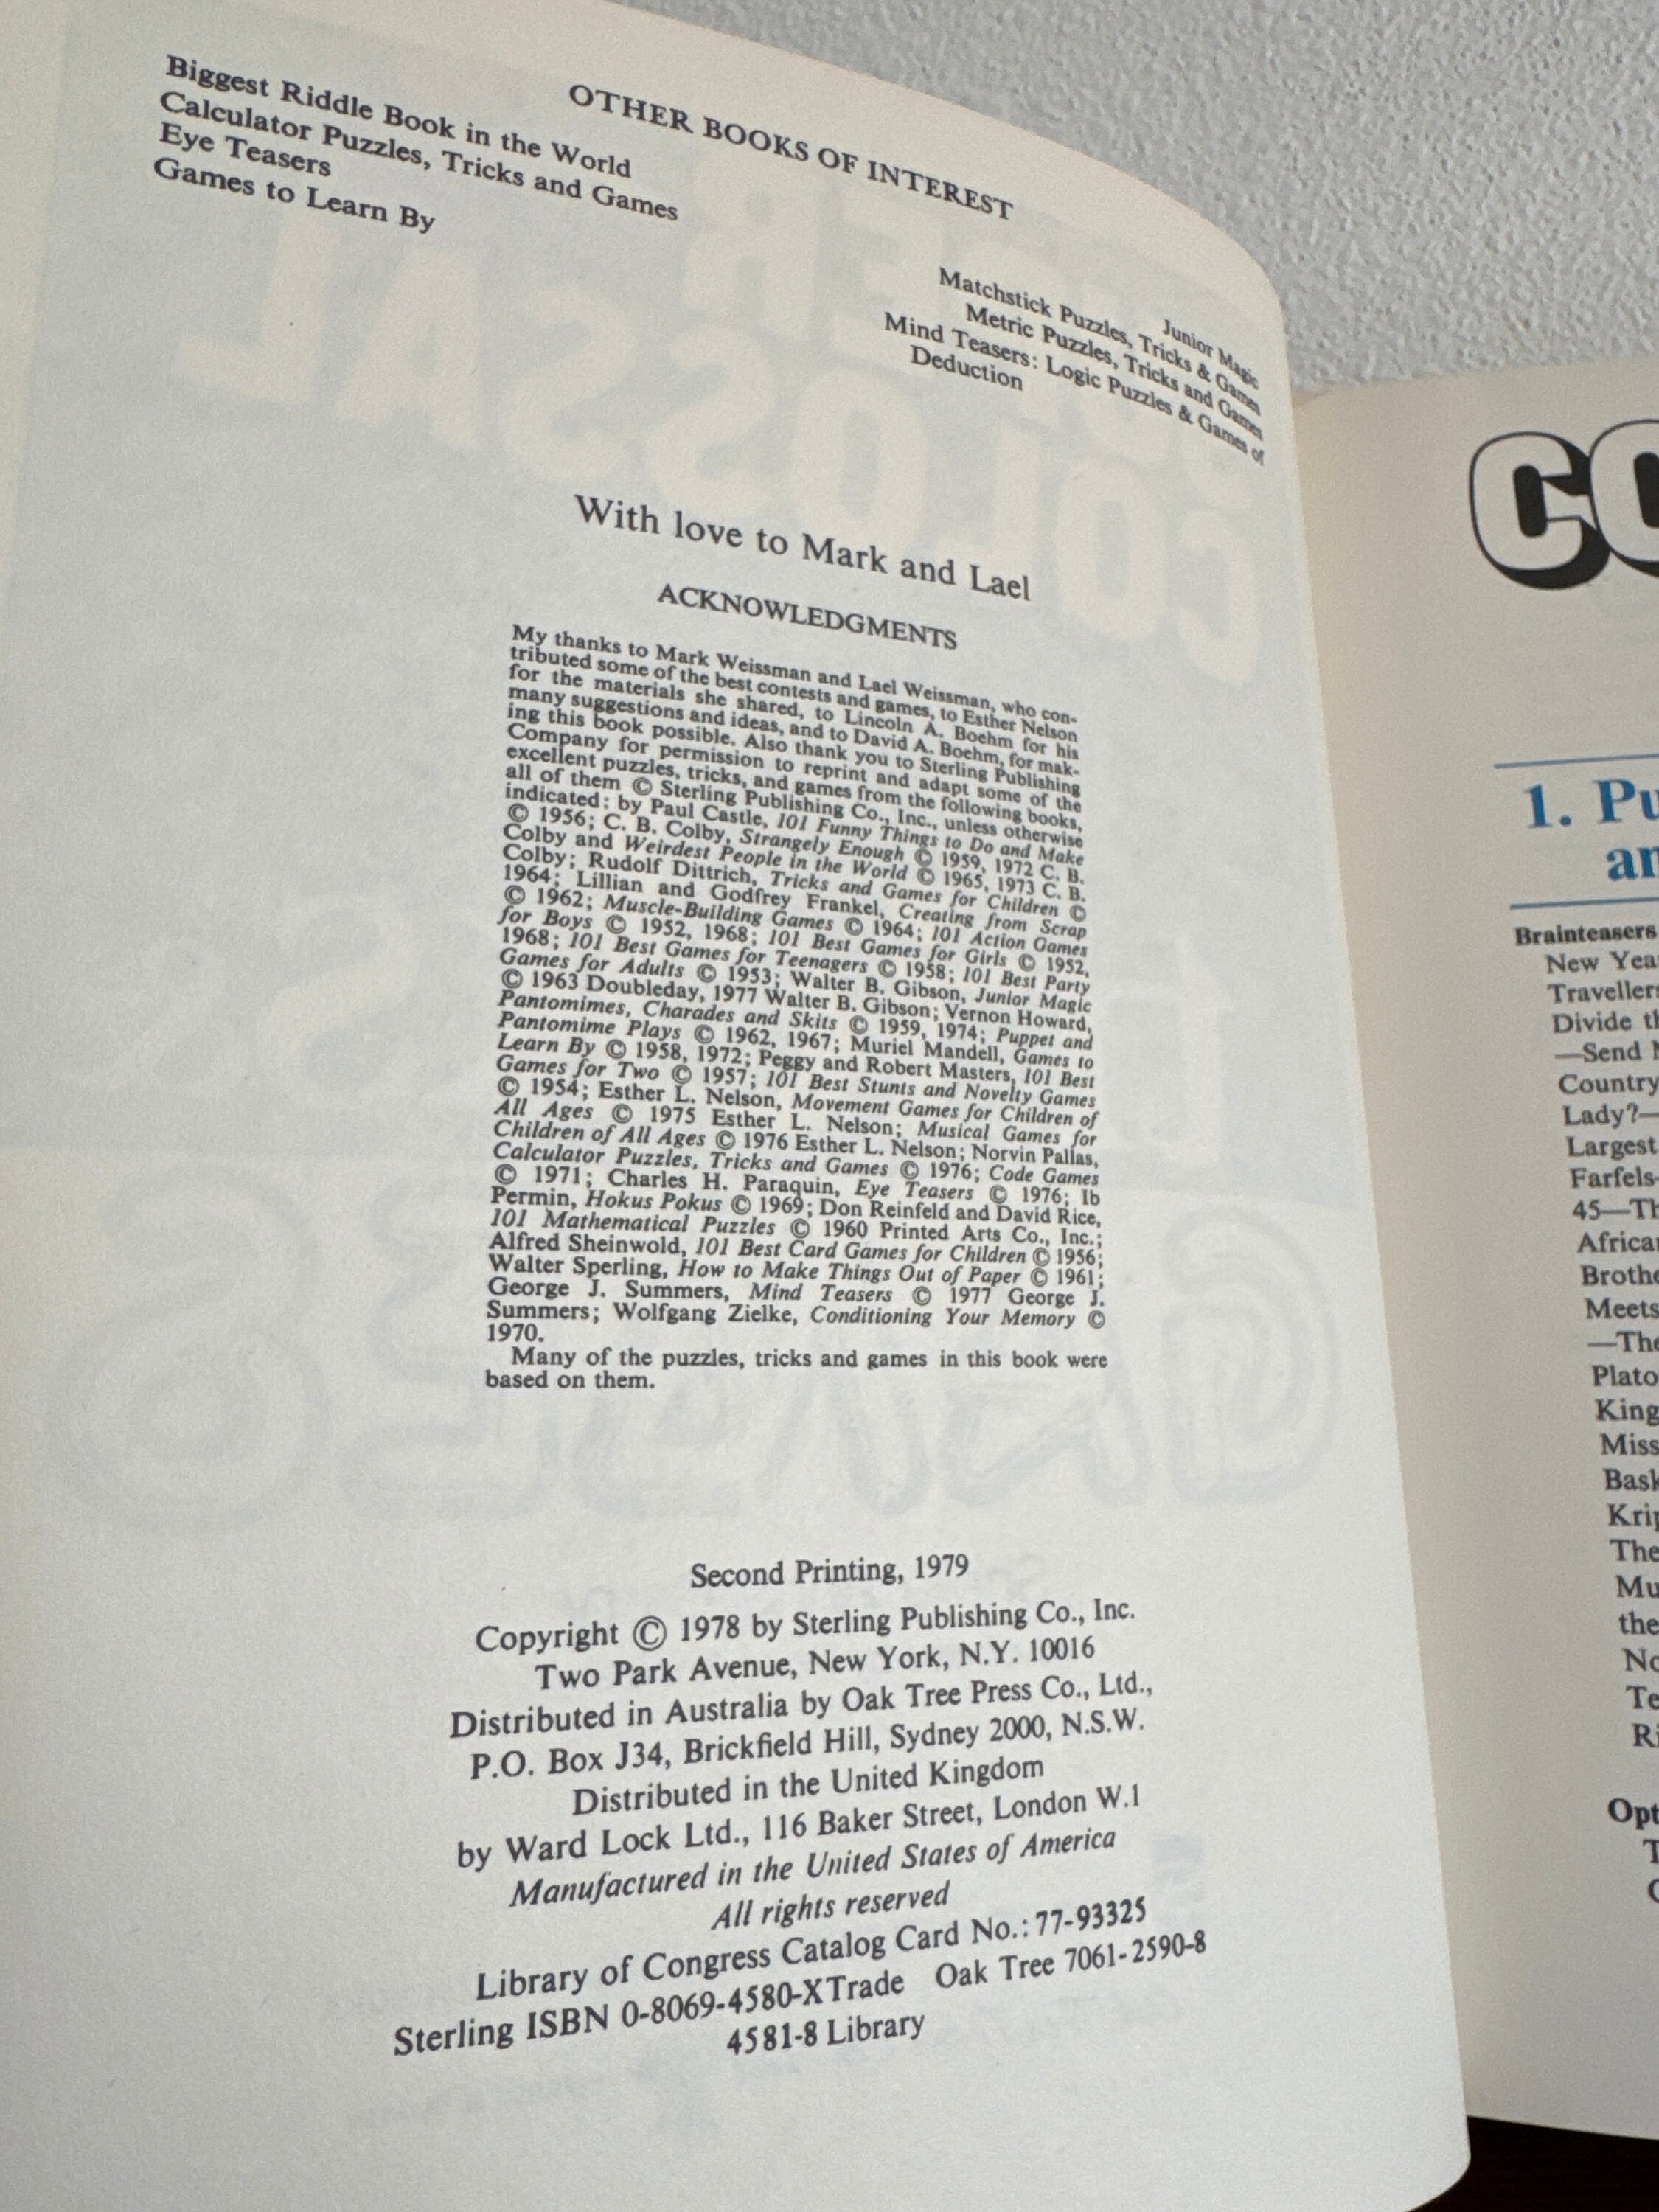 OTHER BOOKS OF INTEREST
Biggest Riddle Book in the World
Calculator Puzzles, Tricks and Games
Eye Teasers
Games to Learn By
Junior Magic
Matchstick Puzzles, Tricks & Games
Metric Puzzles, Tricks and Games
Mind Teasers: Logic Puzzles & Games of
Deduction
With love to Mark and Lael
ACKNOWLEDGMENTS
My thanks to Mark Weissman and Lael Weissman, who con-
tributed some of the best contests and games, to Esther Nelson
for the materials she shared, to Lincoln A. Boehm for his
many suggestions and ideas, and to David A. Boehm, for mak-
ing this book possible. Also thank you to Sterling Publishing
Company for permission to reprint and adapt some of the
excellent puzzles, tricks, and games from the following books,
all of them © Sterling Publishing Co., Inc., unless otherwise
indicated: by Paul Castle, 101 Funny Things to Do and Make
© 1956; C. B. Colby, Strangely Enough © 1959, 1972 C. B.
Colby and Weirdest People in the World © 1965, 1973 C. B.
Colby; Rudolf Dittrich, Tricks and Games for Children ©
1964; Lillian and Godfrey Frankel, Creating from Scrap
© 1962; Muscle-Building Games © 1964; 101 Action Games
for Boys © 1952, 1968; 101 Best Games for Girls © 1952,
1968; 101 Best Games for Teenagers © 1958; 101 Best Party
Games for Adults © 1953; Walter B. Gibson, Junior Magic
© 1963 Doubleday, 1977 Walter B. Gibson; Vernon Howard,
Pantomimes, Charades and Skits © 1959, 1974; Puppet and
Pantomime Plays © 1962, 1967; Muriel Mandell, Games to
Learn By © 1958, 1972; Peggy and Robert Masters, 101 Best
Games for Two © 1957; 101 Best Stunts and Novelty Games
© 1954; Esther L. Nelson, Movement Games for Children of
All Ages © 1975 Esther L. Nelson; Musical Games for
Children of All Ages © 1976 Esther L. Nelson; Norvin Pallas,
Calculator Puzzles, Tricks and Games © 1976; Code Games
© 1971; Charles H. Paraquin, Eye Teasers © 1976; Ib
Permin, Hokus Pokus © 1969; Don Reinfeld and David Rice,
101 Mathematical Puzzles © 1960 Printed Arts Co., Inc.;
Alfred Sheinwold, 101 Best Card Games for Children © 1956;
Walter Sperling, How to Make Things Out of Paper © 1961;
George J. Summers, Mind Teasers © 1977 George J.
Summers; Wolfgang Zielke, Conditioning Your Memory ©
1970.
Many of the puzzles, tricks and games in this book were
based on them.
Second Printing, 1979
Copyright © 1978 by Sterling Publishing Co., Inc.
Two Park Avenue, New York, N.Y. 10016
Distributed in Australia by Oak Tree Press Co., Ltd.,
P.O. Box J34, Brickfield Hill, Sydney 2000, N.S.W.
Distributed in the United Kingdom
by Ward Lock Ltd., 116 Baker Street, London W.1
Manufactured in the United States of America
All rights reserved
Library of Congress Catalog Card No.: 77-93325
Sterling ISBN 0-8069-4580-X Trade Oak Tree 7061-2590-8
4581-8 Library
1.
Brainteasers
New
Divide
—Send
Country
Lady?—
Largest
45—
Meets
Plato